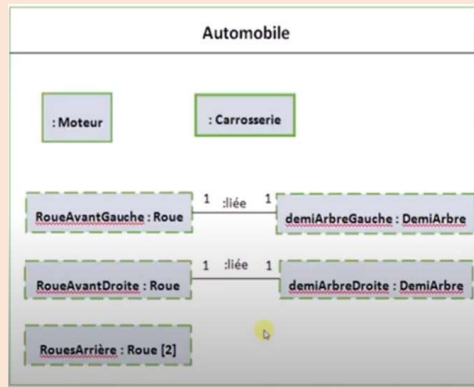 Automobile
: Moteur
: Carrosserie
RoueAvantGauche : Roue
1 :liée 1
demiArbreGauche : DemiArbre
RoueAvantDroite : Roue
1 :liée 1
demiArbreDroite : DemiArbre
RouesArrière : Roue [2]